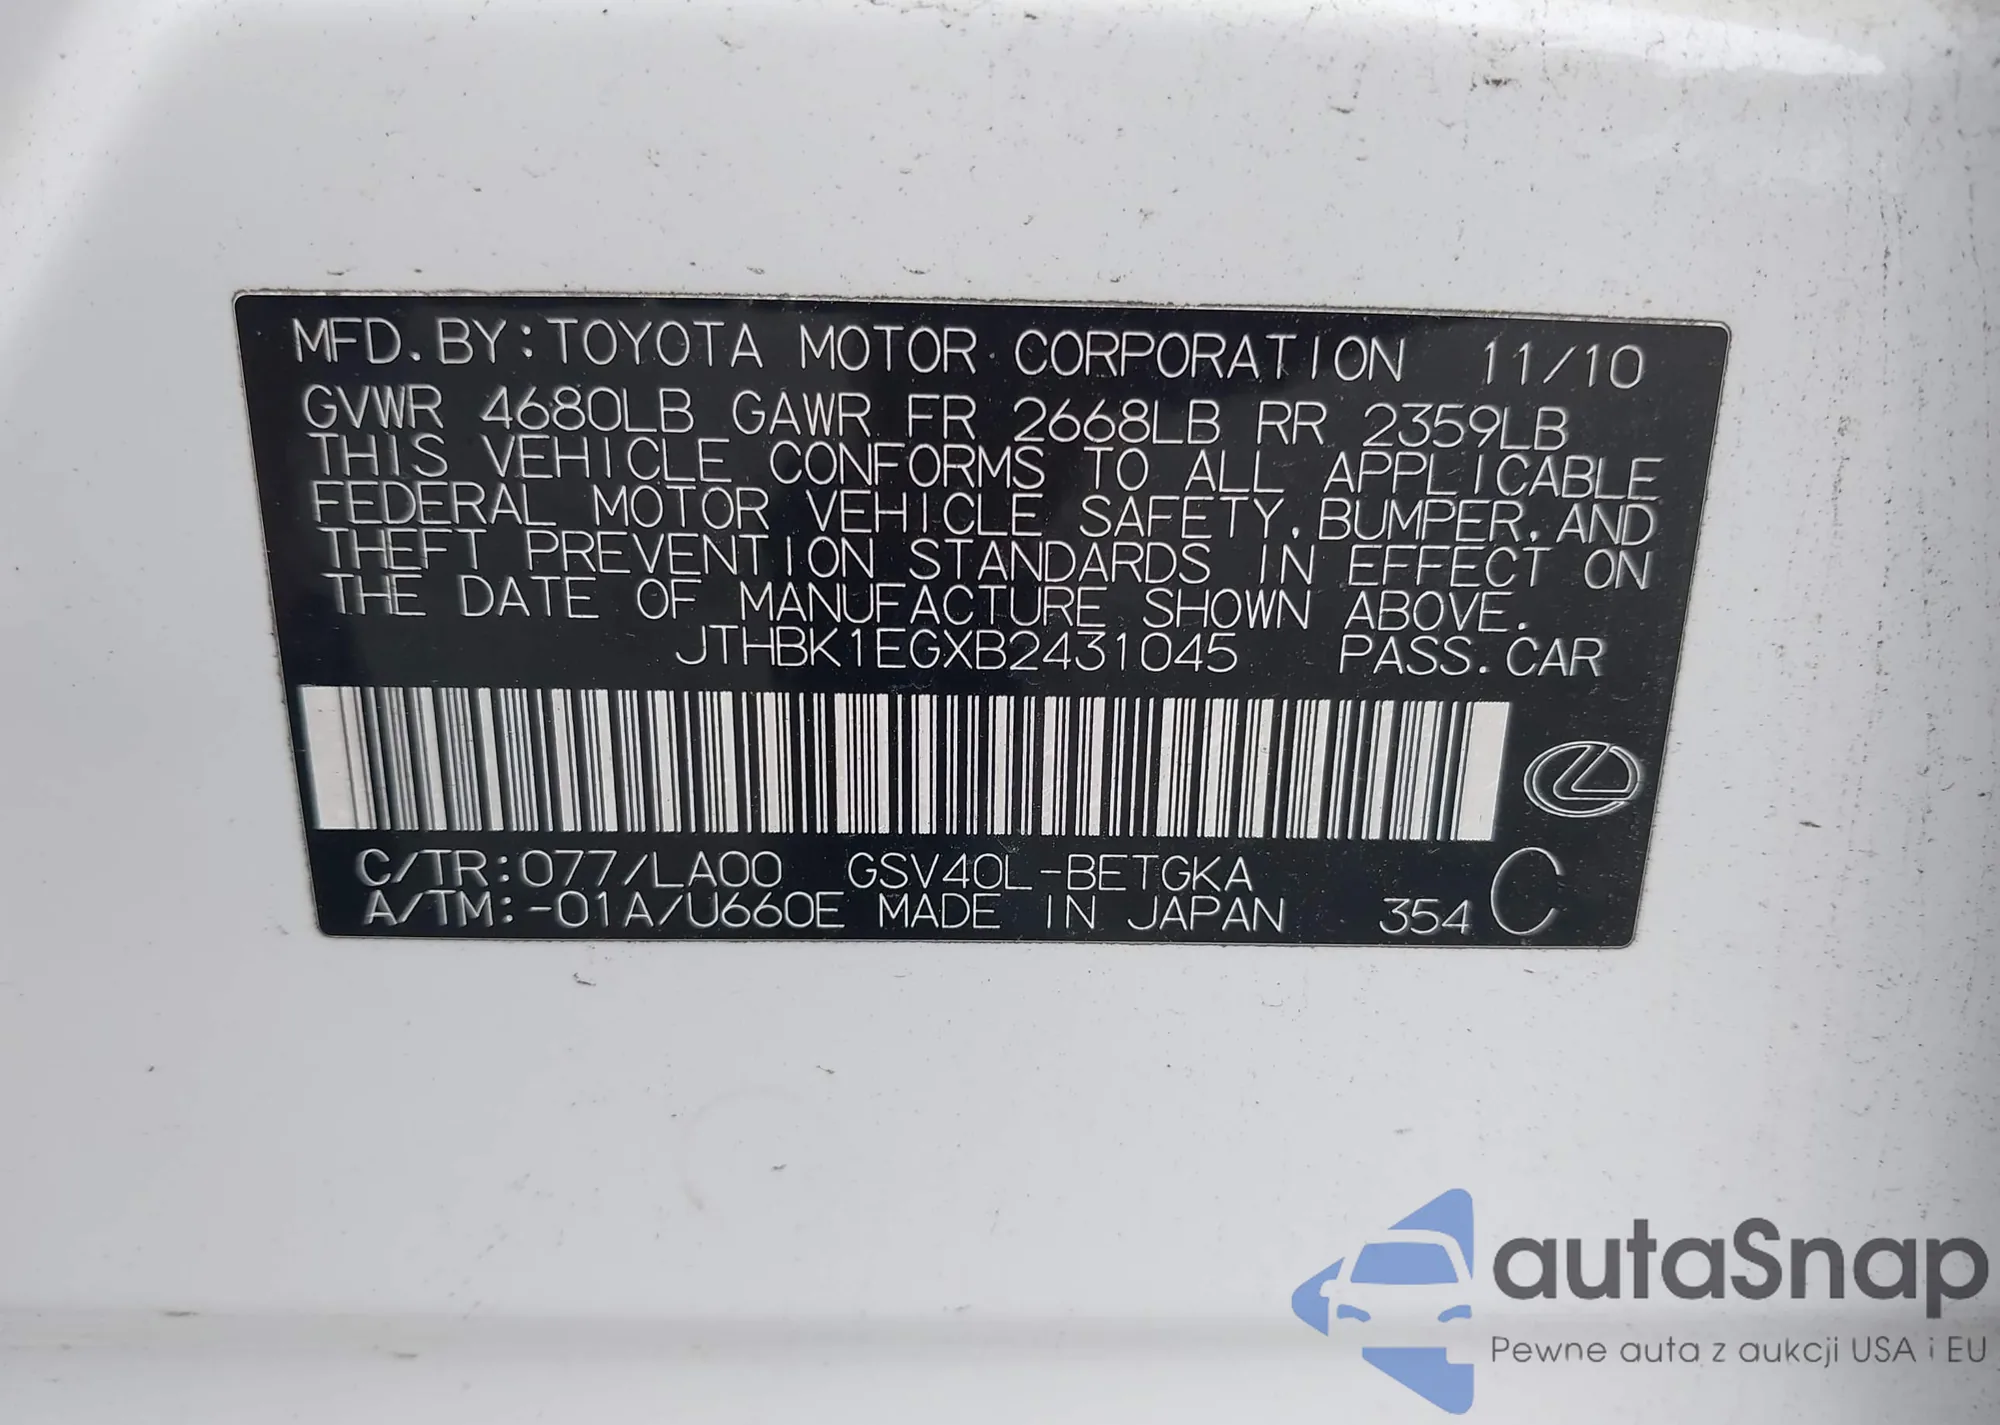 MFD. BY: TOYOTA MOTOR CORPORATION 11/10
GVWR 4680LB GAWR FR 2668LB RR 2359LB
THIS VEHICLE CONFORMS TO ALL APPLICABLE
FEDERAL MOTOR VEHICLE SAFETY, BUMPER, AND
THEFT PREVENTION STANDARDS IN EFFECT ON
THE DATE OF MANUFACTURE SHOWN ABOVE.
JTHBK1EGXB2431045 PASS. CAR
C/TR: 077/LA00 GSV40L-BETGKA
A/TM: -01A/U660E MADE IN JAPAN 354 C
autaSnap
Pewne auta z aukcji USA i EU